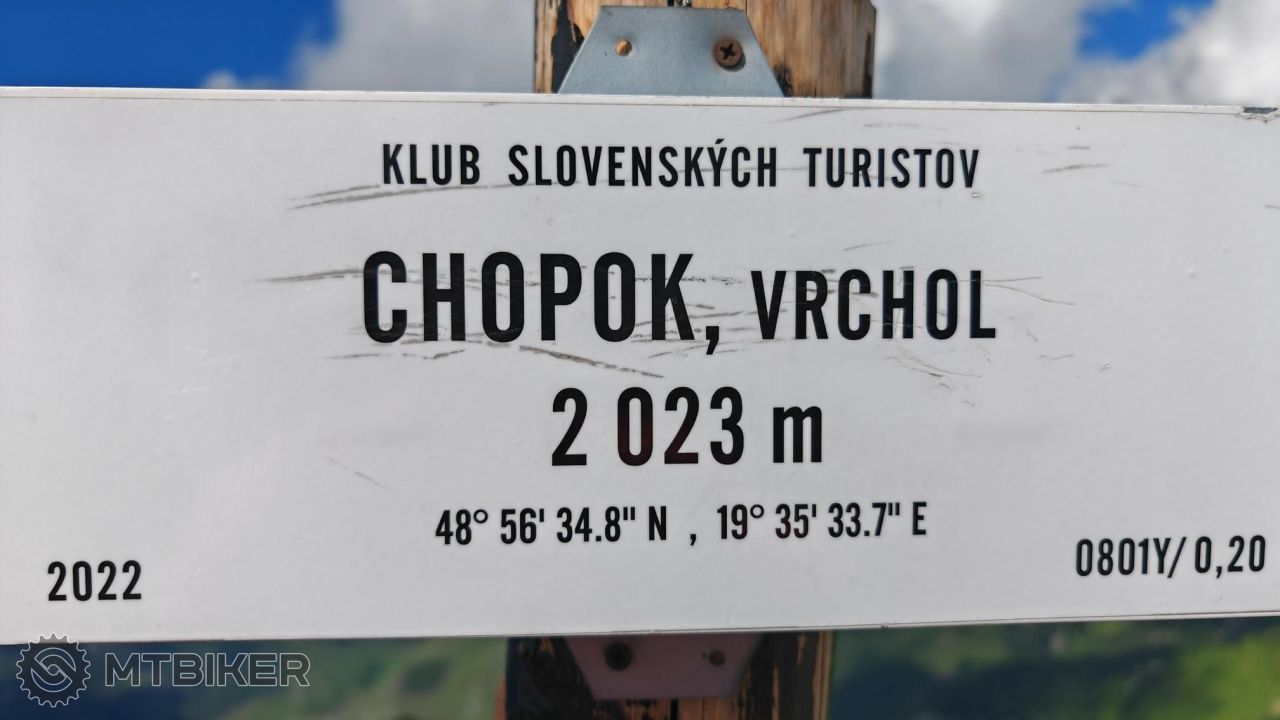 KLUB SLOVENSKÝCH TURISTOV
CHOPOK, VRCHOL
2 023 m
48° 56' 34.8" N , 19° 35' 33.7" E
2022
0801Y/ 0,20
MTBIKER